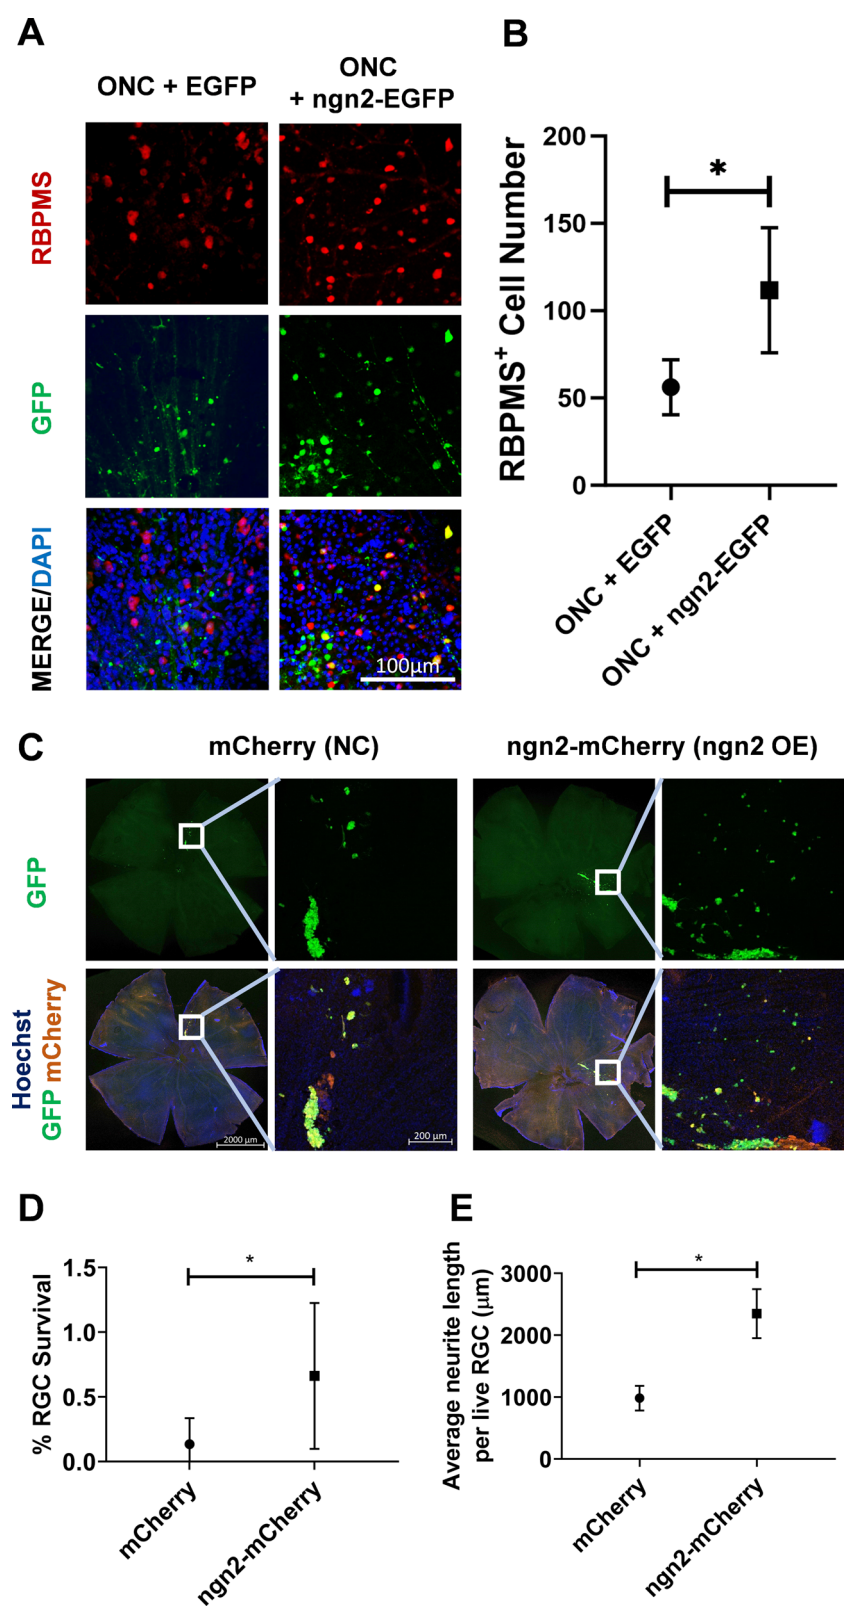 A
ONC + EGFP
ONC
+ ngn2-EGFP
RBPMS
GFP
MERGE/DAPI
100μm
B
RBPMS+ Cell Number
200
150
100
50
0
*
ONC + EGFP
ONC + ngn2-EGFP
C
mCherry (NC)
ngn2-mCherry (ngn2 OE)
GFP
Hoechst
GFP mCherry
2000 μm
200 μm
D
% RGC Survival
1.5
1.0
0.5
0.0
*
mCherry
ngn2-mCherry
E
Average neurite length
per live RGC (μm)
3000
2000
1000
0
*
mCherry
ngn2-mCherry